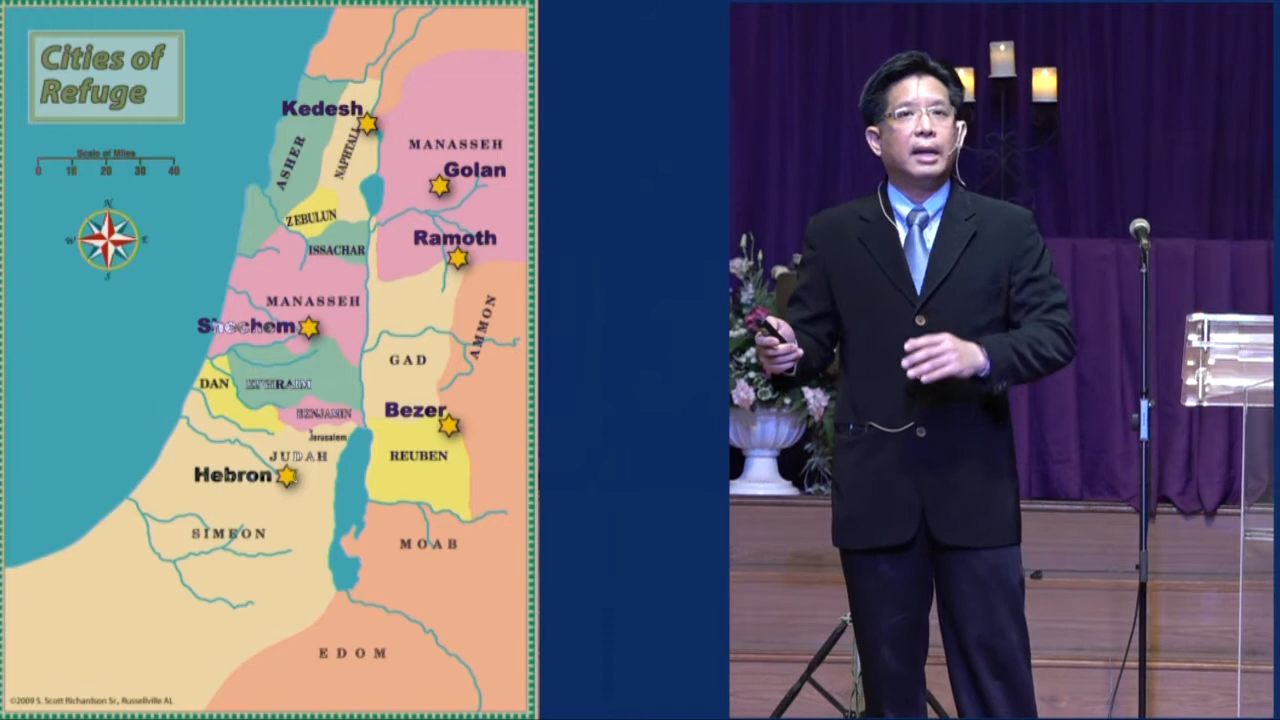 Cities of
Refuge
Scale of Miles
0 10 20 30 40
N
W E
S
Kedesh
ASHER
NAPHTALI
MANASSEH
Golan
ZEBULUN
Ramoth
ISSACHAR
MANASSEH
AMMON
Shechem
GAD
DAN
EPHRAIM
Bezer
BENJAMIN
Jerusalem
JUDAH
REUBEN
Hebron
SIMEON
MOAB
EDOM
©2009 S. Scott Richardson Sr., Russellville AL